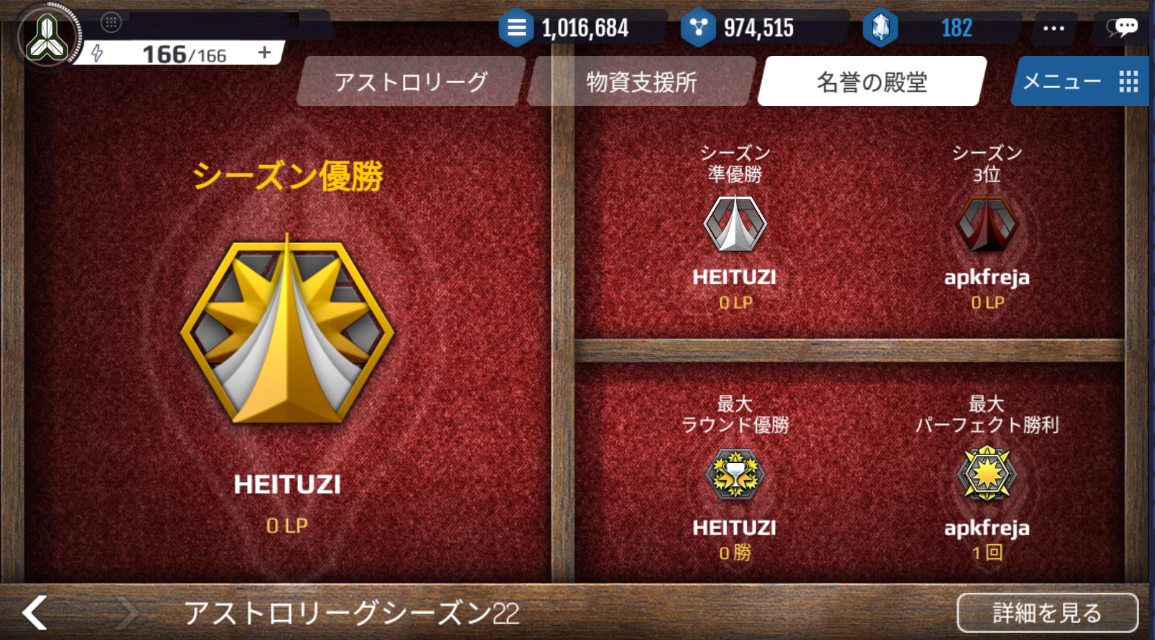 1,016,684
974,515
182
166/166
+
アストロリーグ
物資支援所
名誉の殿堂
メニュー
シーズン優勝
HEITUZI
0 LP
シーズン
準優勝
HEITUZI
0 LP
シーズン
3位
apkfreja
0 LP
最大
ラウンド優勝
HEITUZI
0 勝
最大
パーフェクト勝利
apkfreja
1 回
アストロリーグシーズン22
詳細を見る